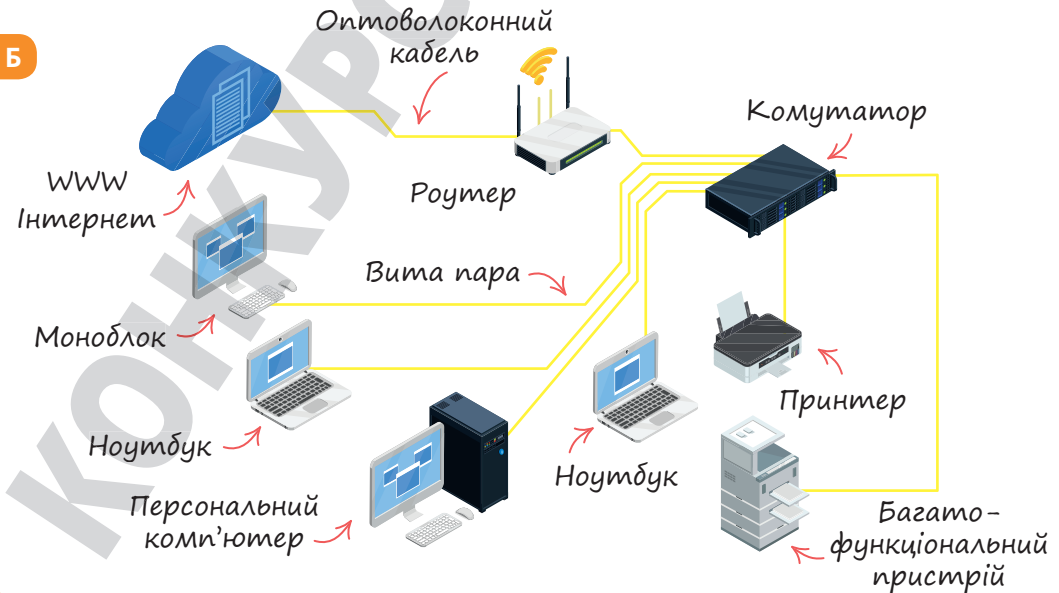 Б
Оптоволоконний
кабель
Комутатор
WWW
Інтернет
Роутер
Вита пара
Моноблок
Ноутбук
Принтер
Ноутбук
Персональний
комп’ютер
Багато-
функціональний
пристрій
КОНКУРС